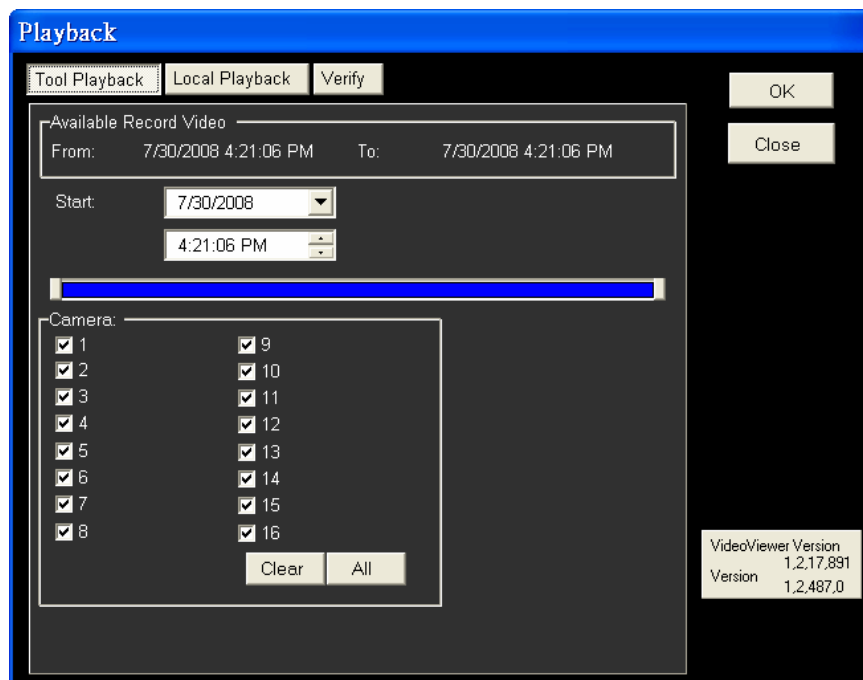 Playback
Tool Playback Local Playback Verify
OK
Close
Available Record Video
From: 7/30/2008 4:21:06 PM To: 7/30/2008 4:21:06 PM
Start: 7/30/2008
4:21:06 PM
Camera:
1 9
2 10
3 11
4 12
5 13
6 14
7 15
8 16
Clear All
VideoViewer Version
1,2,17,891
Version
1,2,487,0